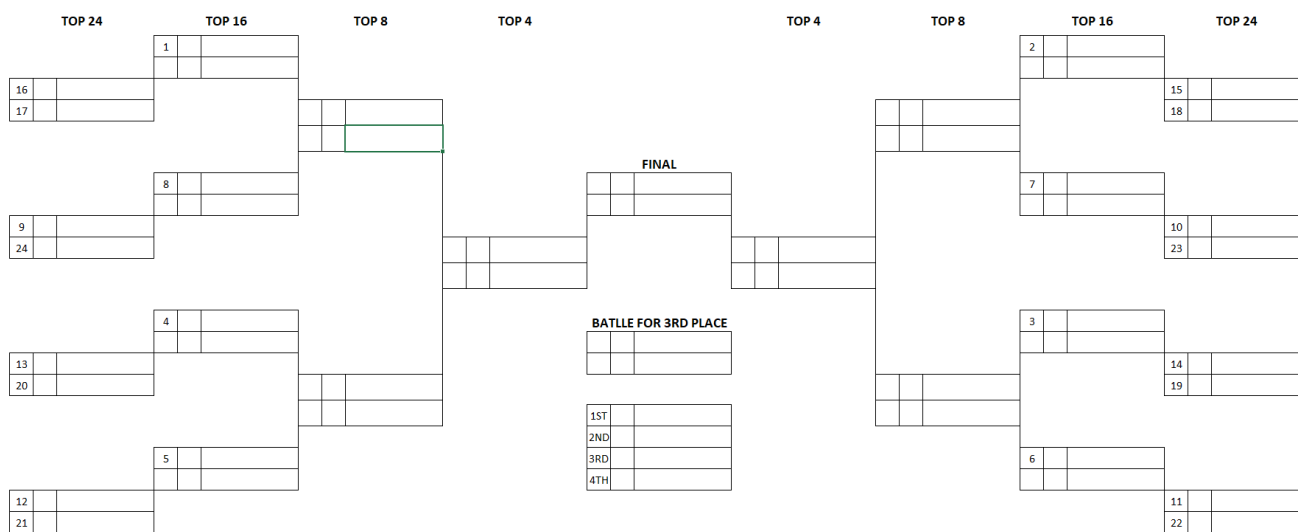 TOP 24 TOP 16 TOP 8 TOP 4 TOP 4 TOP 8 TOP 16 TOP 24
1 2
16 15
17 18
FINAL
8 7
9 10
24 23
4 BATLLE FOR 3RD PLACE 3
13 14
20 19
1ST
2ND
5 3RD 6
4TH
12 11
21 22